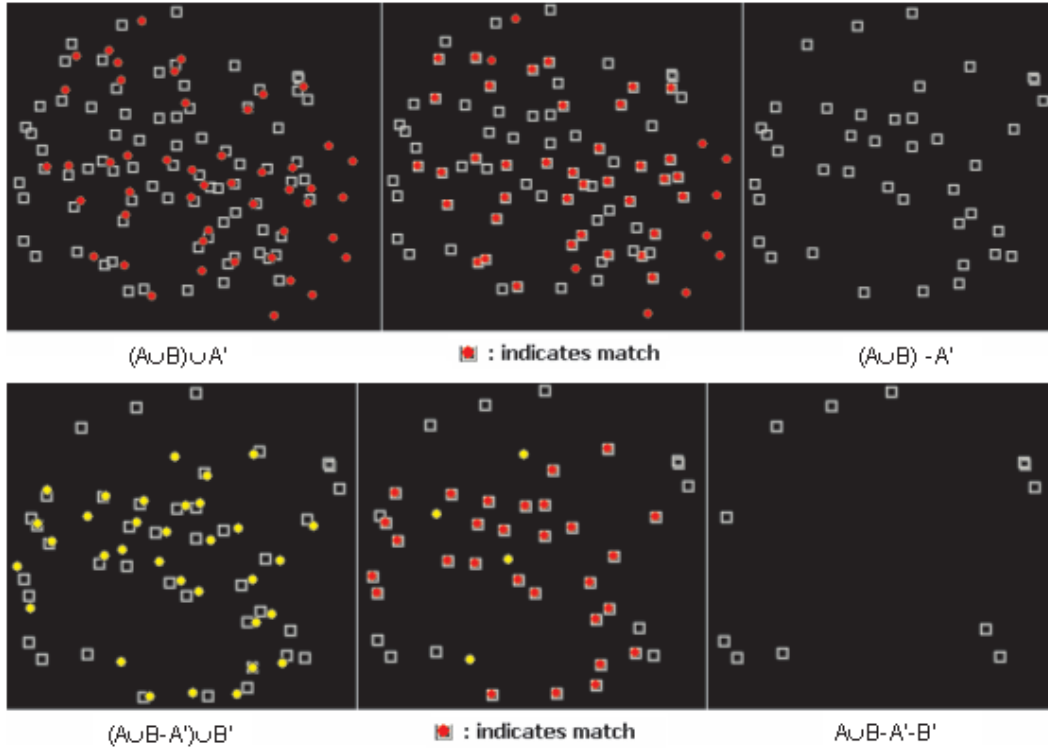 (A∪B)∪A' : indicates match (A∪B) -A'
(A∪B-A')∪B' : indicates match A∪B-A'-B'